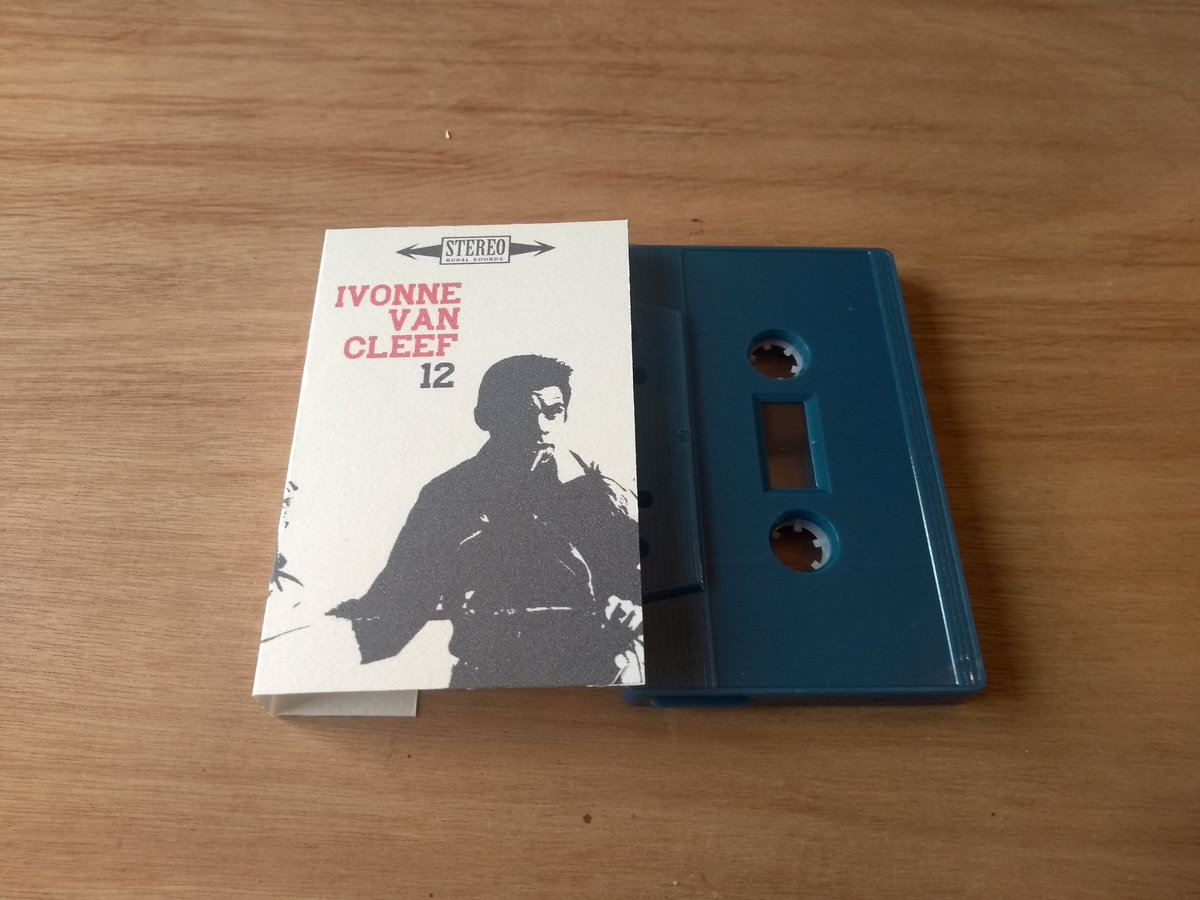 STEREO
RURAL SOUNDS
IVONNE
VAN
CLEEF
12